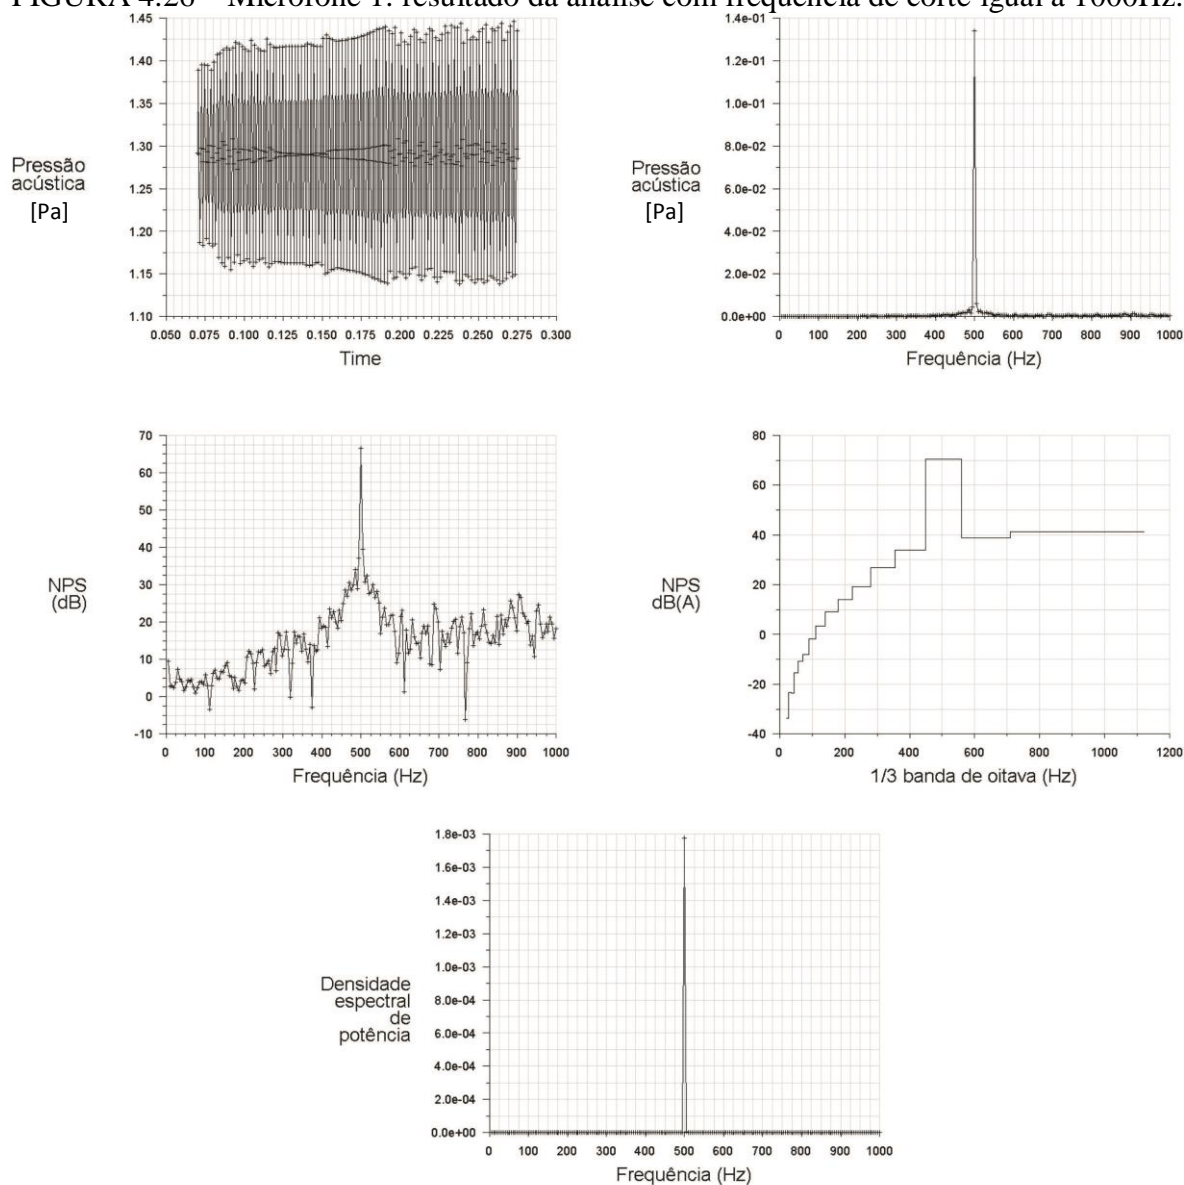 FIGURA 4.26 – Microfone 1: resultado da análise com frequência de corte igual a 1000Hz.
1.45
1.40
1.35
1.30
1.25
1.20
1.15
1.10
Pressão
acústica
[Pa]
0.050 0.075 0.100 0.125 0.150 0.175 0.200 0.225 0.250 0.275 0.300
Time
1.4e-01
1.2e-01
1.0e-01
8.0e-02
6.0e-02
4.0e-02
2.0e-02
0.0e+00
Pressão
acústica
[Pa]
0 100 200 300 400 500 600 700 800 900 1000
Frequência (Hz)
70
60
50
40
30
20
10
0
-10
NPS
(dB)
0 100 200 300 400 500 600 700 800 900 1000
Frequência (Hz)
80
60
40
20
0
-20
-40
NPS
dB(A)
0 200 400 600 800 1000 1200
1/3 banda de oitava (Hz)
1.8e-03
1.6e-03
1.4e-03
1.2e-03
1.0e-03
8.0e-04
6.0e-04
4.0e-04
2.0e-04
0.0e+00
Densidade
espectral
de
potência
0 100 200 300 400 500 600 700 800 900 1000
Frequência (Hz)